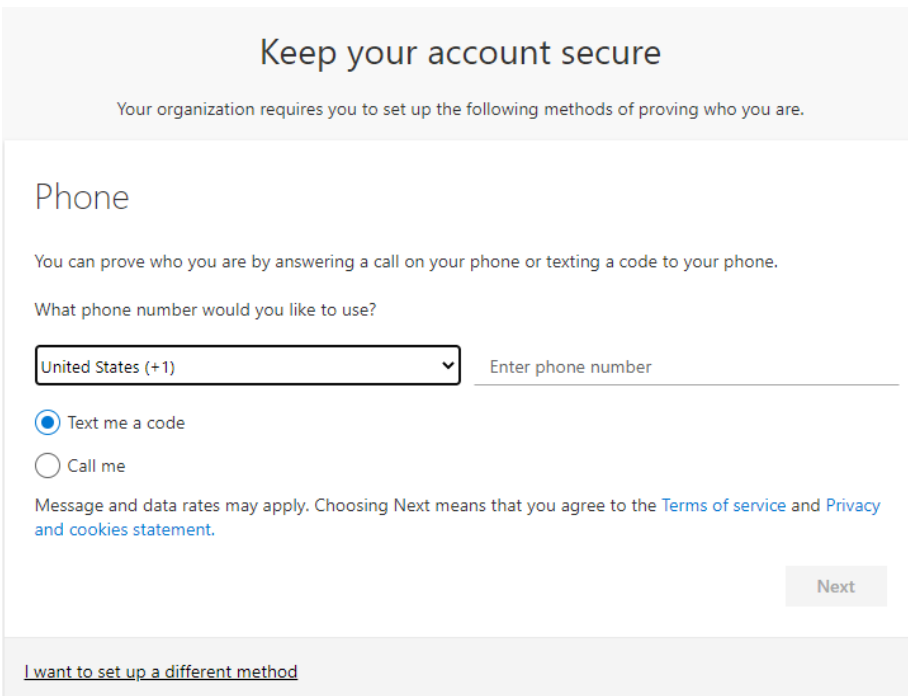 Keep your account secure
Your organization requires you to set up the following methods of proving who you are.
Phone
You can prove who you are by answering a call on your phone or texting a code to your phone.
What phone number would you like to use?
United States (+1)
Enter phone number
Text me a code
Call me
Message and data rates may apply. Choosing Next means that you agree to the Terms of service and Privacy
and cookies statement.
Next
I want to set up a different method